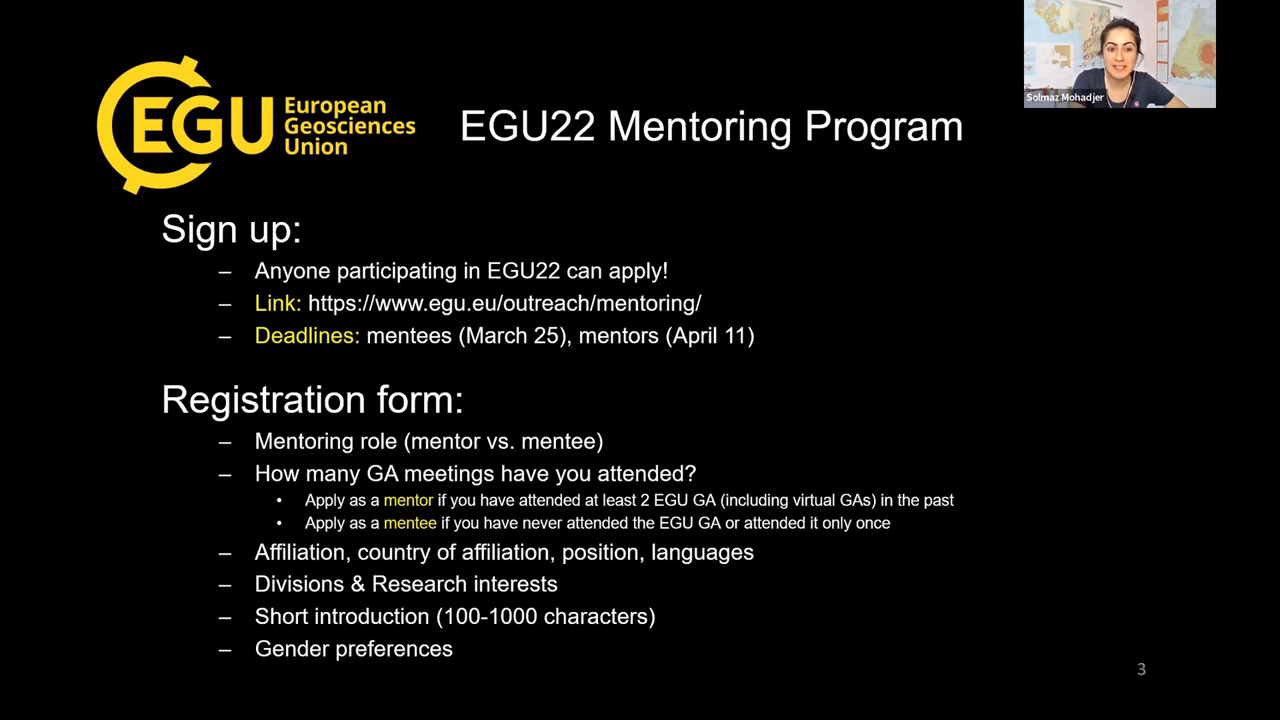 EGU European
Geosciences
Union
EGU22 Mentoring Program
Solmaz Mohadjer
Sign up:
– Anyone participating in EGU22 can apply!
– Link: https://www.egu.eu/outreach/mentoring/
– Deadlines: mentees (March 25), mentors (April 11)
Registration form:
– Mentoring role (mentor vs. mentee)
– How many GA meetings have you attended?
• Apply as a mentor if you have attended at least 2 EGU GA (including virtual GAs) in the past
• Apply as a mentee if you have never attended the EGU GA or attended it only once
– Affiliation, country of affiliation, position, languages
– Divisions & Research interests
– Short introduction (100-1000 characters)
– Gender preferences
3